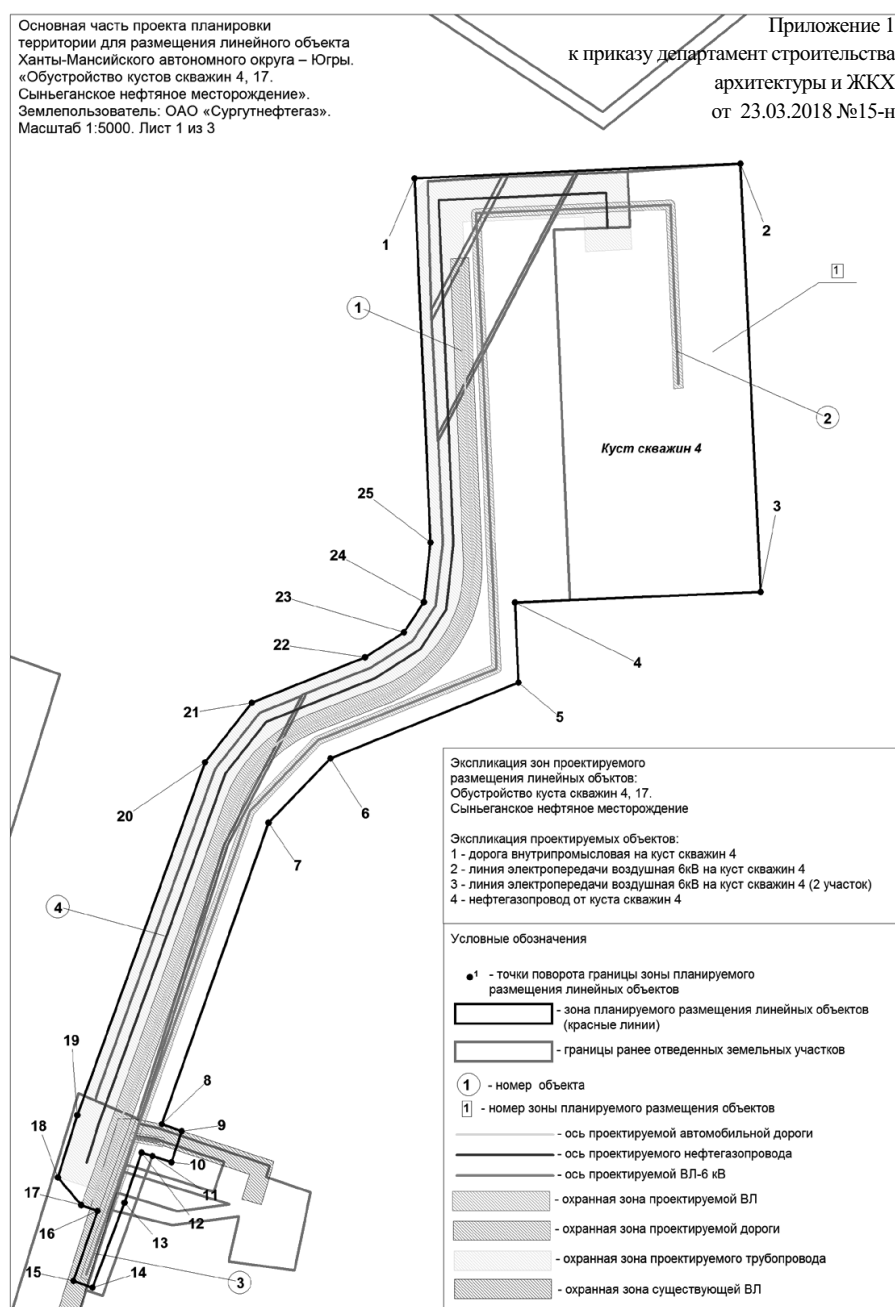 Основная часть проекта планировки
территории для размещения линейного объекта
Ханты-Мансийского автономного округа – Югры.
«Обустройство кустов скважин 4, 17.
Сыньеганское нефтяное месторождение».
Землепользователь: ОАО «Сургутнефтегаз».
Масштаб 1:5000. Лист 1 из 3
Приложение 1
к приказу департамент строительства
архитектуры и ЖКХ
от 23.03.2018 №15-н
1
2
1
1
2
Куст скважин 4
25
3
24
23
22
4
21
5
20
6
7
4
19
8
9
18
10
11
17
12
16
13
15
14
3
Экспликация зон проектируемого
размещения линейных объктов:
Обустройство куста скважин 4, 17.
Сыньеганское нефтяное месторождение
Экспликация проектируемых объектов:
1 - дорога внутрипромысловая на куст скважин 4
2 - линия электропередачи воздушная 6кВ на куст скважин 4
3 - линия электропередачи воздушная 6кВ на куст скважин 4 (2 участок)
4 - нефтегазопровод от куста скважин 4
Условные обозначения
1 - точки поворота границы зоны планируемого
размещения линейных объектов
- зона планируемого размещения линейных объектов
(красные линии)
- границы ранее отведенных земельных участков
1 - номер объекта
1 - номер зоны планируемого размещения объектов
- ось проектируемой автомобильной дороги
- ось проектируемого нефтегазопровода
- ось проектируемой ВЛ-6 кВ
- охранная зона проектируемой ВЛ
- охранная зона проектируемой дороги
- охранная зона проектируемого трубопровода
- охранная зона существующей ВЛ